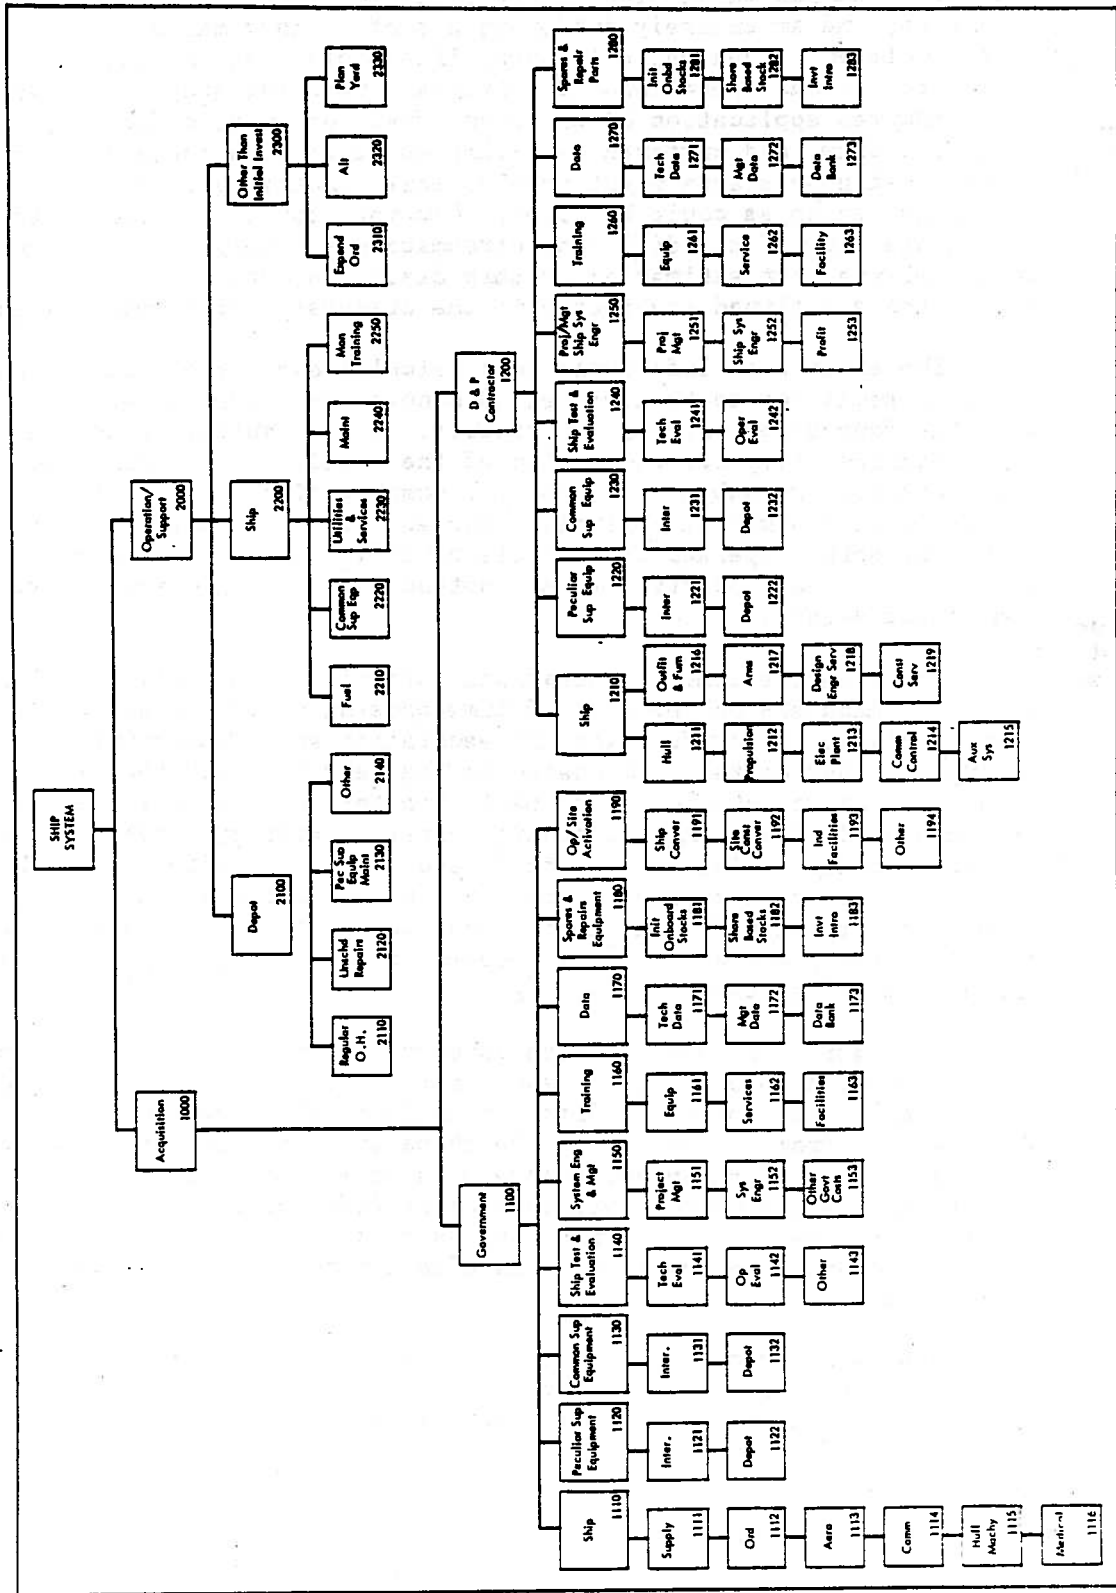 SHIP
SYSTEM
Acquisition
1000
Operation/
Support
2000
Depot
2100
Ship
2200
Other Than
Initial Invest
2300
Regular
O.H.
2110
Unschd
Repairs
2120
Pec Sup
Equip
Maint
2130
Other
2140
Fuel
2210
Common
Sup Eqp
2220
Utilities
&
Services
2230
Maint
2240
Man
Training
2250
Expend
Ord
2310
Alt
2320
Plan
Yard
2330
Government
1100
D & P
Contractor
1200
Ship
1110
Supply
1111
Ord
1112
Aero
1113
Comm
1114
Hull
Machy
1115
Medical
1116
Peculiar Sup
Equipment
1120
Inter.
1121
Depot
1122
Common Sup
Equipment
1130
Inter.
1131
Depot
1132
Ship Test &
Evaluation
1140
Tech
Eval
1141
Op
Eval
1142
Other
1143
System Eng
& Mgt
1150
Project
Mgt
1151
Sys
Engr
1152
Other
Govt
Costs
1153
Training
1160
Equip
1161
Services
1162
Facilities
1163
Data
1170
Tech
Data
1171
Mgt
Data
1172
Data
Bank
1173
Spares &
Repairs
Equipment
1180
Init
Onboard
Stocks
1181
Shore
Based
Stocks
1182
Invt
Intro
1183
Op/Site
Activation
1190
Ship
Conver
1191
Site
Const
Conver
1192
Ind
Facilities
1193
Other
1194
Ship
1210
Hull
1211
Propulsion
1212
Elec
Plant
1213
Comm
Control
1214
Aux
Sys
1215
Outfit
& Furn
1216
Arms
1217
Design
Engr Serv
1218
Const
Serv
1219
Peculiar
Sup Equip
1220
Inter
1221
Depot
1222
Common
Sup Equip
1230
Inter
1231
Depot
1232
Ship Test &
Evaluation
1240
Tech
Eval
1241
Oper
Eval
1242
Proj/Mgt
Ship Sys
Engr
1250
Proj
Mgt
1251
Ship Sys
Engr
1252
Profit
1253
Training
1260
Equip
1261
Service
1262
Facility
1263
Data
1270
Tech
Data
1271
Mgt
Data
1272
Data
Bank
1273
Spares &
Repair
Parts
1280
Init
Onbd
Stocks
1281
Shore
Based
Stock
1282
Invt
Intro
1283